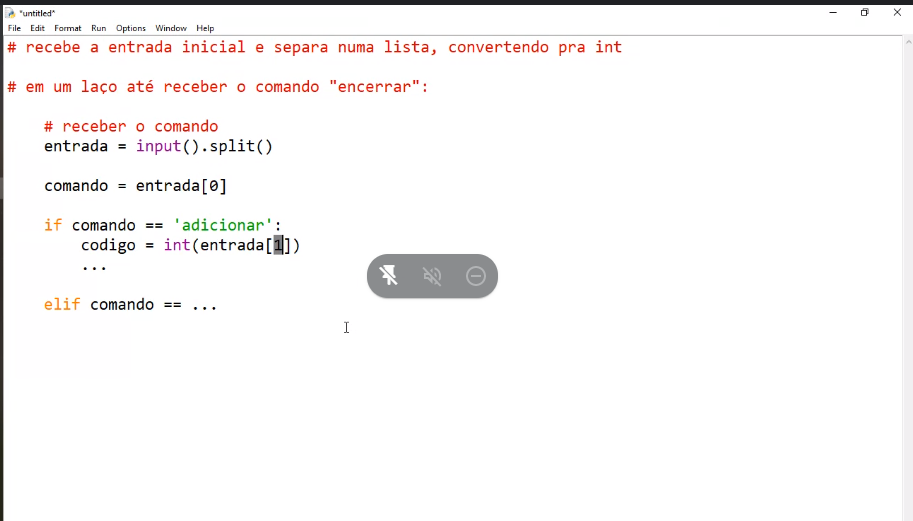 *untitled*
File Edit Format Run Options Window Help
# recebe a entrada inicial e separa numa lista, convertendo pra int
# em um laço até receber o comando "encerrar":
# receber o comando
entrada = input().split()
comando = entrada[0]
if comando == 'adicionar':
codigo = int(entrada[1])
...
elif comando == ...